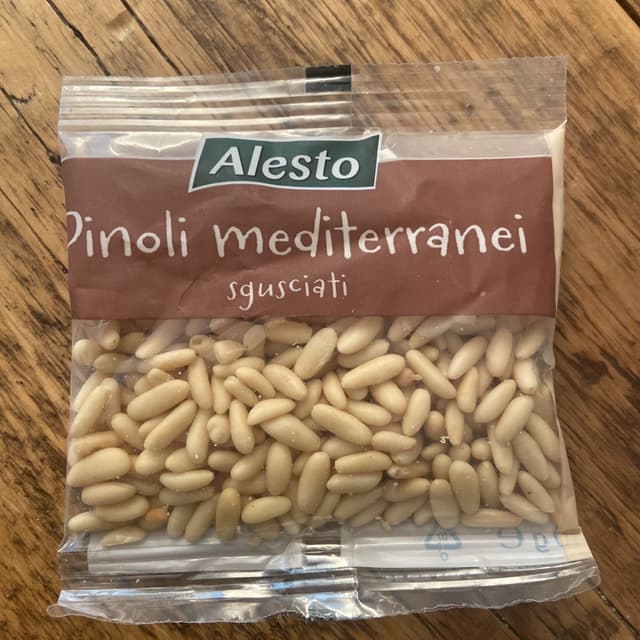 Alesto
Pinoli mediterranei
sgusciati